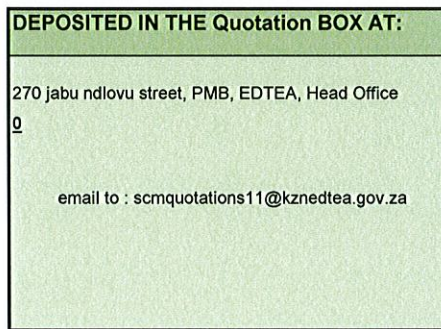 DEPOSITED IN THE Quotation BOX AT:
270 jabu ndlovu street, PMB, EDTEA, Head Office
0
email to : scmquotations11@kznedtea.gov.za